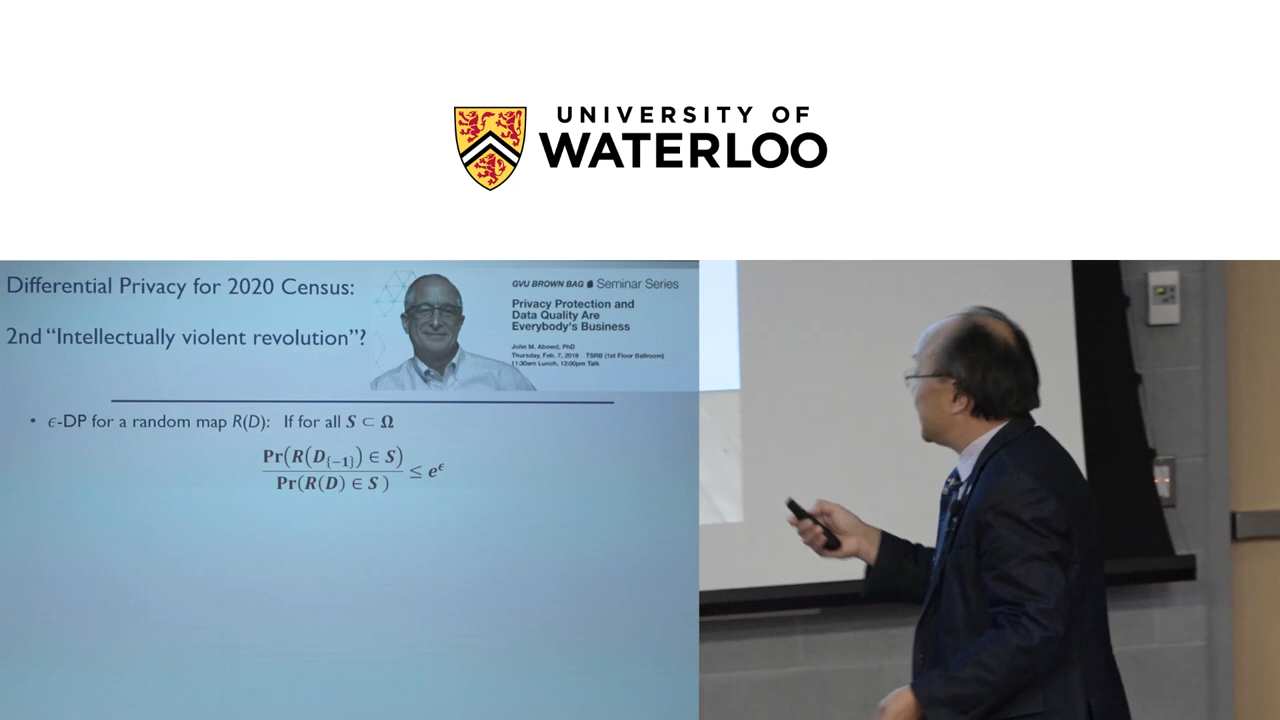 UNIVERSITY OF
WATERLOO
Differential Privacy for 2020 Census:
2nd “Intellectually violent revolution”?
GVU BROWN BAG Seminar Series
Privacy Protection and
Data Quality Are
Everybody's Business
John M. Abowd, PhD
Thursday, Feb. 7, 2019 TSRB (1st Floor Ballroom)
11:30am Lunch, 12:00pm Talk
• ϵ-DP for a random map R(D): If for all S ⊂ Ω
Pr(R(D{−1}) ∈ S)
Pr(R(D) ∈ S )
≤ e^ϵ